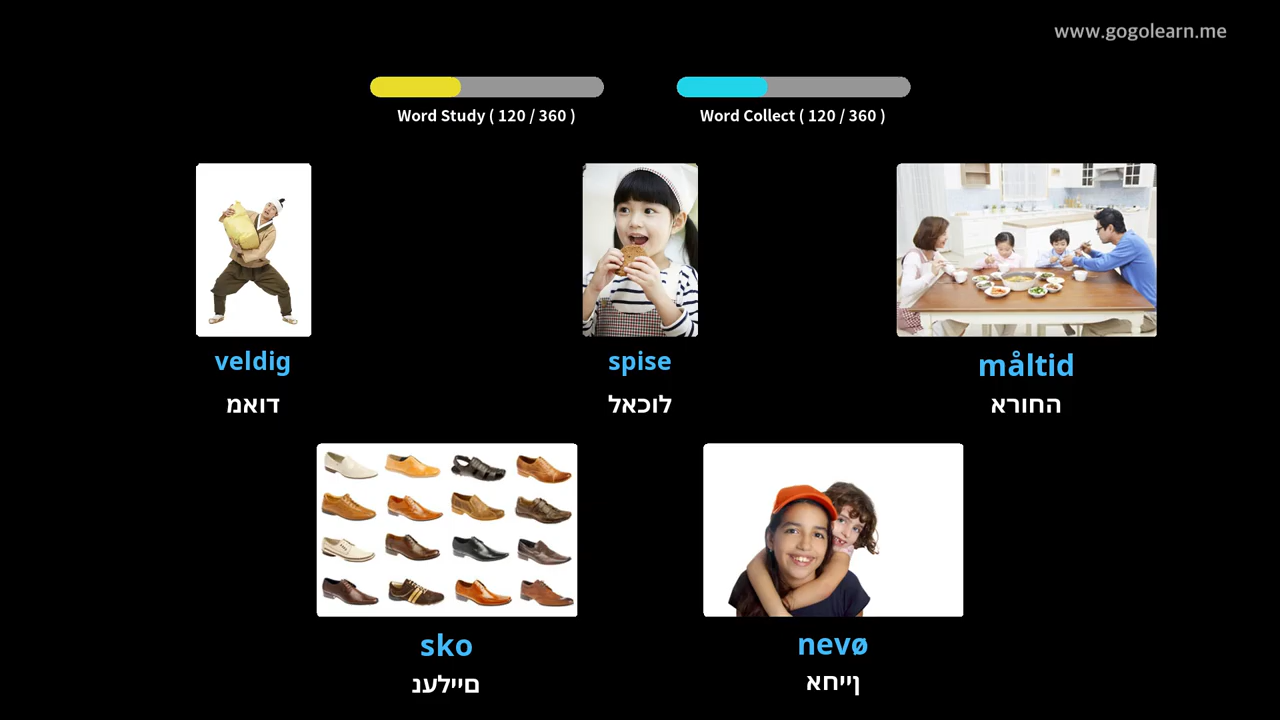 www.gogolearn.me
Word Study ( 120 / 360 )
Word Collect ( 120 / 360 )
veldig
דואמ
spise
לוכאל
måltid
החורא
sko
םיילענ
nevø
ןייחא